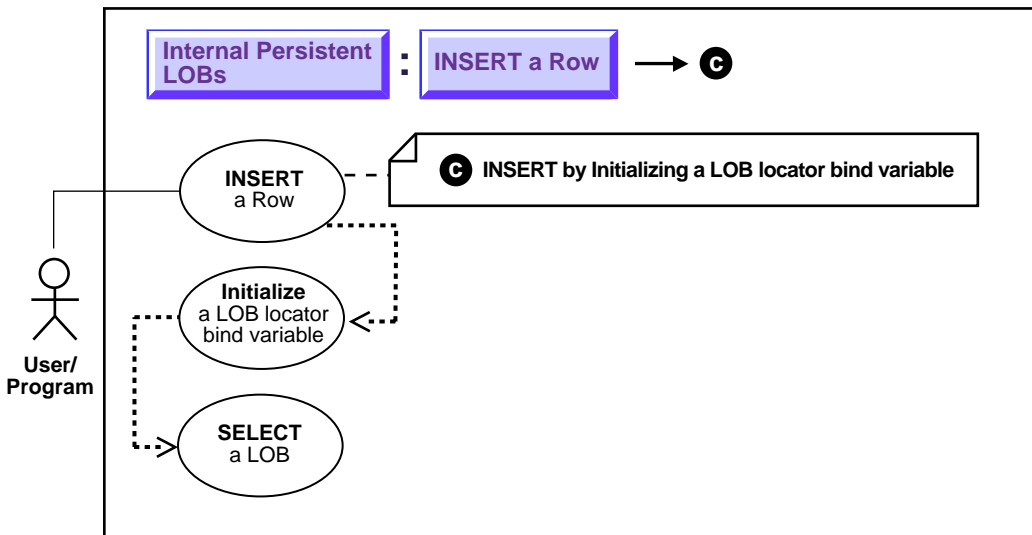 Internal Persistent
LOBs
:
INSERT a Row
C
INSERT
a Row
C INSERT by Initializing a LOB locator bind variable
Initialize
a LOB locator
bind variable
User/
Program
SELECT
a LOB